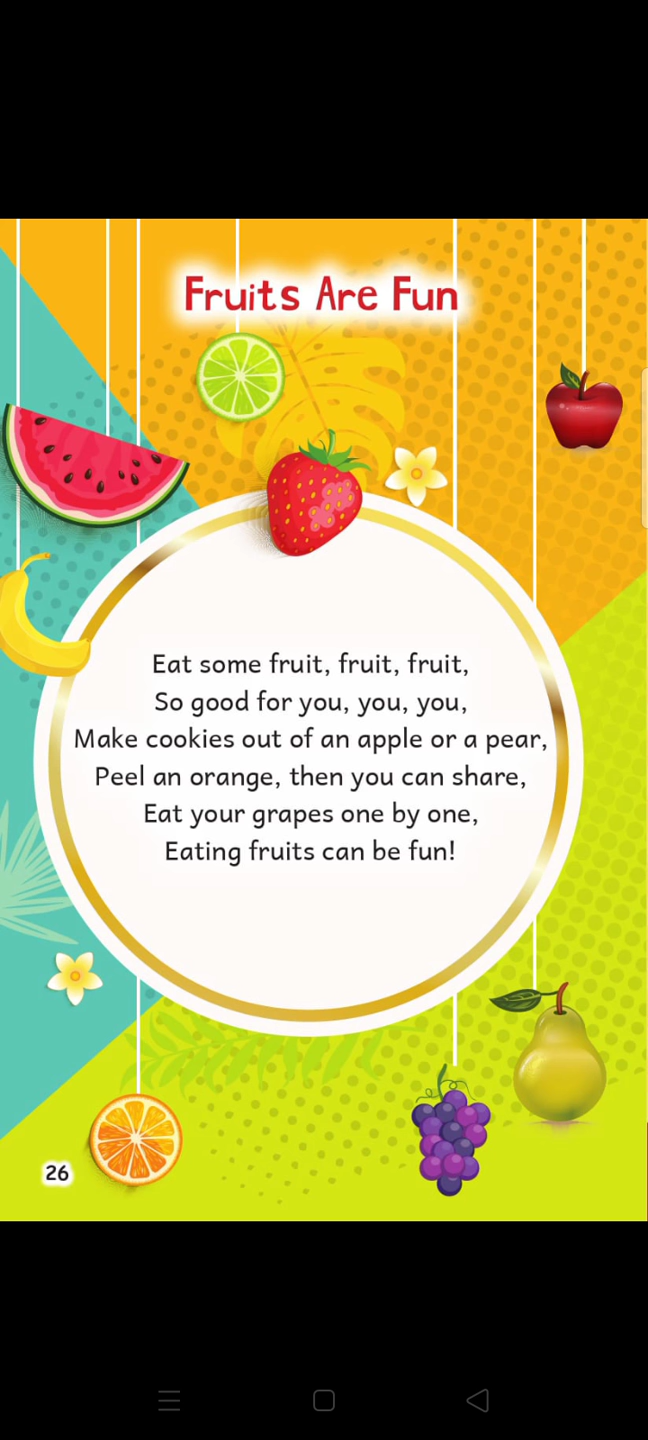 Fruits Are Fun
Eat some fruit, fruit, fruit,
So good for you, you, you,
Make cookies out of an apple or a pear,
Peel an orange, then you can share,
Eat your grapes one by one,
Eating fruits can be fun!
26